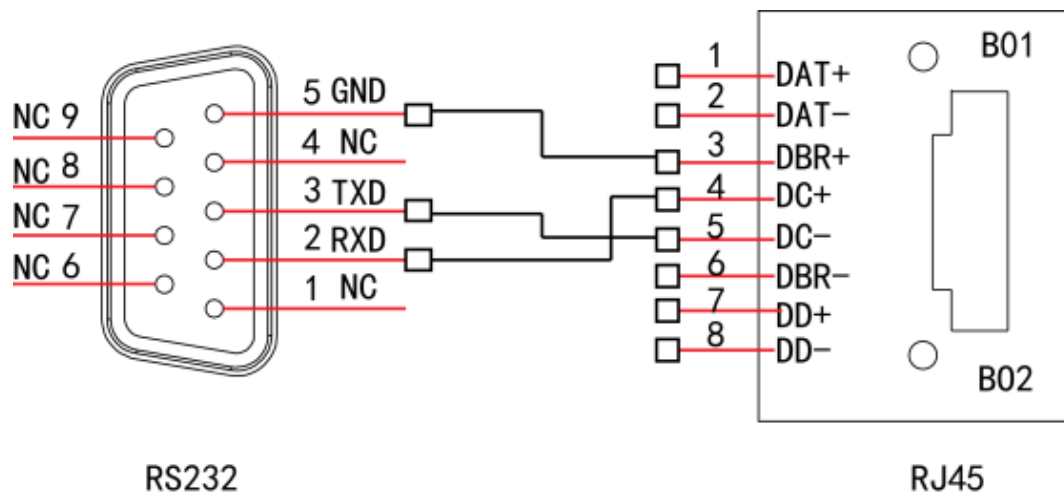 NC 9
NC 8
NC 7
NC 6
5 GND
4 NC
3 TXD
2 RXD
1 NC
RS232
1 DAT+
2 DAT-
3 DBR+
4 DC+
5 DC-
6 DBR-
7 DD+
8 DD-
B01
B02
RJ45